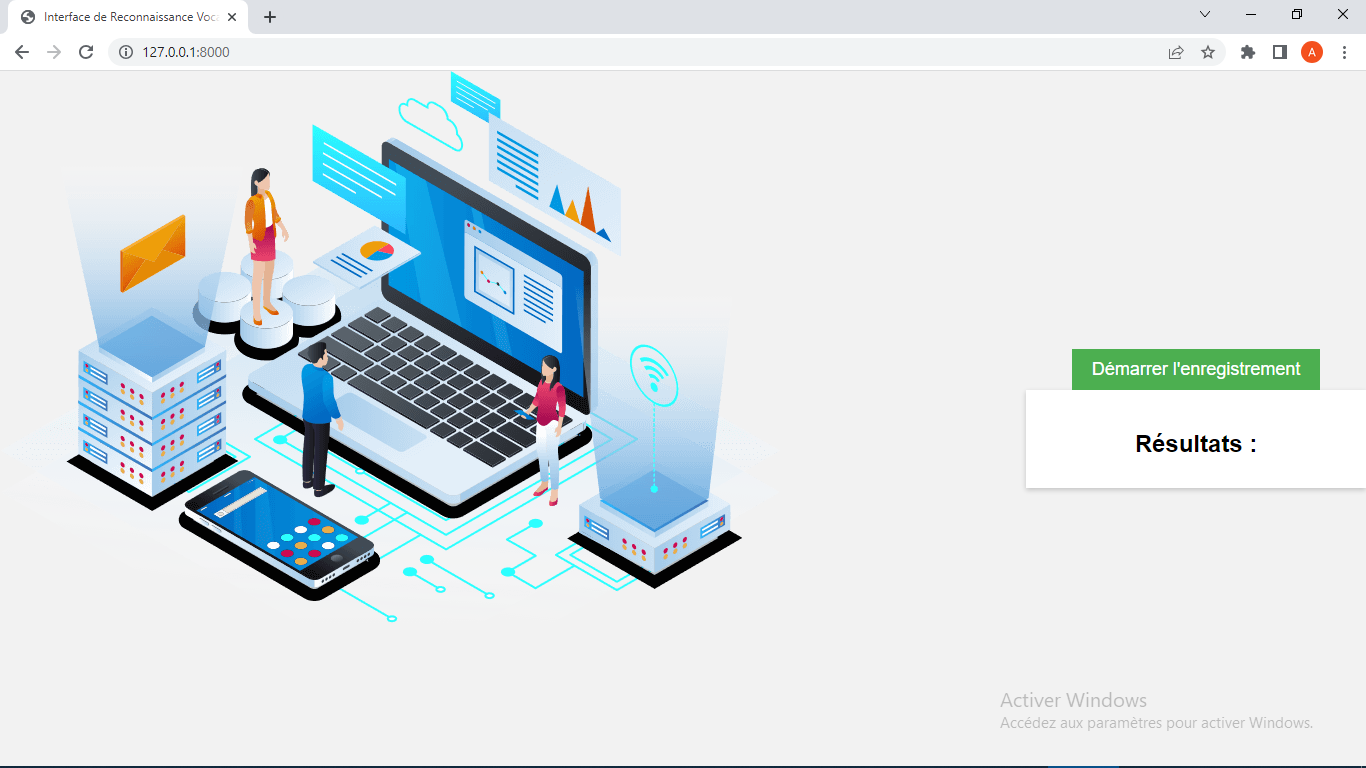 Interface de Reconnaissance Voca
127.0.0.1:8000
A
Démarrer l'enregistrement
Résultats :
Activer Windows
Accédez aux paramètres pour activer Windows.